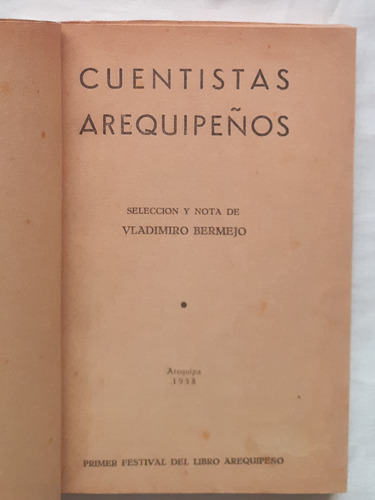 CUENTISTAS
AREQUIPEÑOS
SELECCION Y NOTA DE
VLADIMIRO BERMEJO
Arequipa
1958
PRIMER FESTIVAL DEL LIBRO AREQUIPEÑO